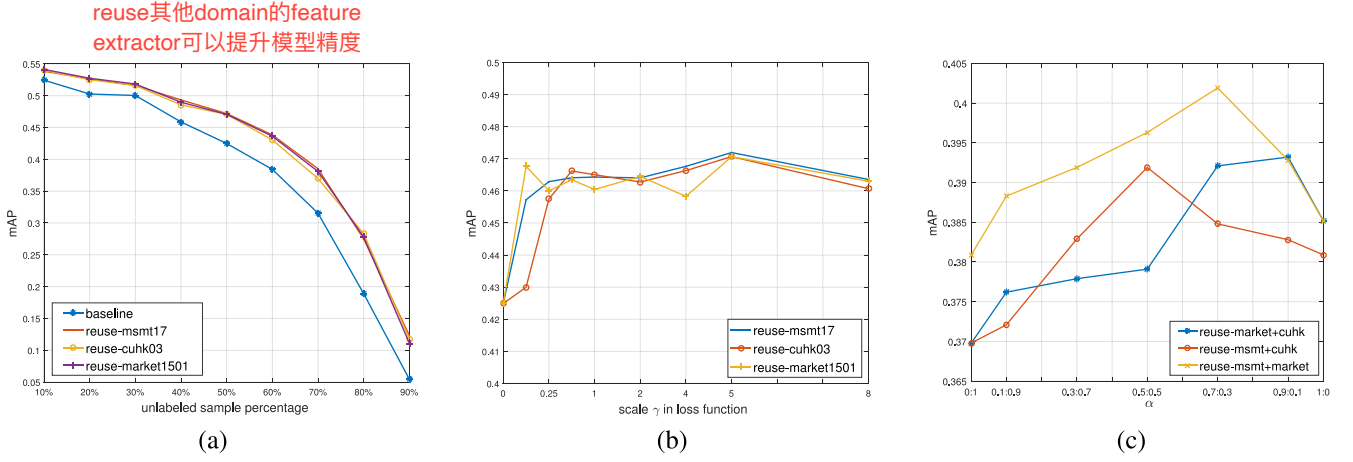 reuse其他domain的feature
extractor可以提升模型精度
0.55
0.5
0.45
0.4
0.35
0.3
0.25
0.2
0.15
0.1
0.05
mAP
10% 20% 30% 40% 50% 60% 70% 80% 90%
unlabeled sample percentage
baseline
reuse-msmt17
reuse-cuhk03
reuse-market1501
(a)
0.5
0.49
0.48
0.47
0.46
0.45
0.44
0.43
0.42
0.41
0.4
mAP
0 0.25 1 2 4 5 8
scale γ in loss function
reuse-msmt17
reuse-cuhk03
reuse-market1501
(b)
0.405
0.4
0.395
0.39
0.385
0.38
0.375
0.37
0.365
mAP
0:1 0.1:0.9 0.3:0.7 0.5:0.5 0.7:0.3 0.9:0.1 1:0
α
reuse-market+cuhk
reuse-msmt+cuhk
reuse-msmt+market
(c)